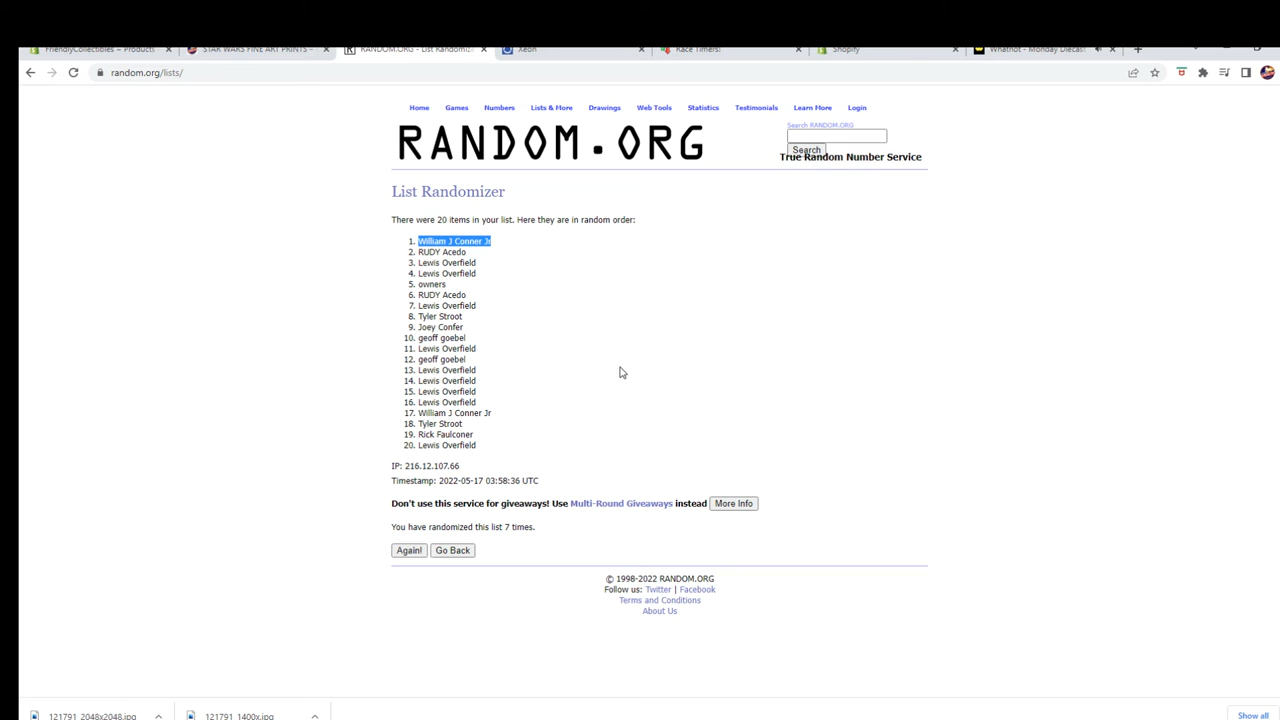 FriendlyCollectibles ~ Products
STAR WARS FINE ART PRINTS -
RANDOM.ORG - List Randomize
Xeon
Race Timers!
Shopify
Whatnot - Monday Diecas
random.org/lists/
Home Games Numbers Lists & More Drawings Web Tools Statistics Testimonials Learn More Login
RANDOM.ORG
Search RANDOM.ORG
Search
True Random Number Service
List Randomizer
There were 20 items in your list. Here they are in random order:
1. William J Conner Jr
2. RUDY Acedo
3. Lewis Overfield
4. Lewis Overfield
5. owners
6. RUDY Acedo
7. Lewis Overfield
8. Tyler Stroot
9. Joey Confer
10. geoff goebel
11. Lewis Overfield
12. geoff goebel
13. Lewis Overfield
14. Lewis Overfield
15. Lewis Overfield
16. Lewis Overfield
17. William J Conner Jr
18. Tyler Stroot
19. Rick Faulconer
20. Lewis Overfield
IP: 216.12.107.66
Timestamp: 2022-05-17 03:58:36 UTC
Don't use this service for giveaways! Use Multi-Round Giveaways instead More Info
You have randomized this list 7 times.
Again! Go Back
© 1998-2022 RANDOM.ORG
Follow us: Twitter | Facebook
Terms and Conditions
About Us
121791_2048x2048.jpg
121791_1400x.jpg
Show all